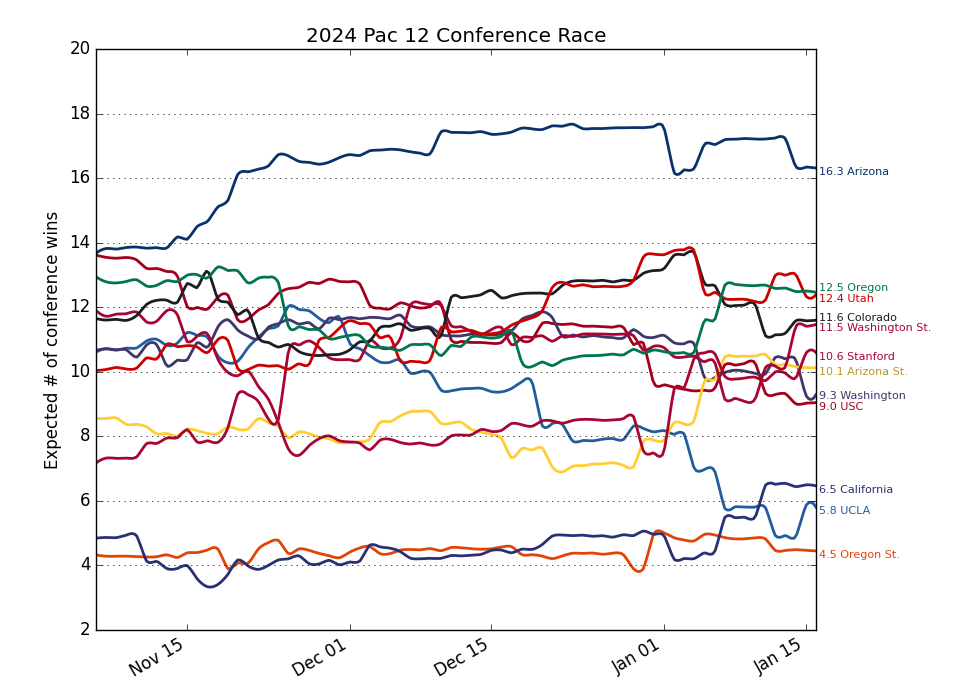 2024 Pac 12 Conference Race
Expected # of conference wins
20
18
16
14
12
10
8
6
4
2
16.3 Arizona
12.5 Oregon
12.4 Utah
11.6 Colorado
11.5 Washington St.
10.6 Stanford
10.1 Arizona St.
9.3 Washington
9.0 USC
6.5 California
5.8 UCLA
4.5 Oregon St.
Nov 15
Dec 01
Dec 15
Jan 01
Jan 15